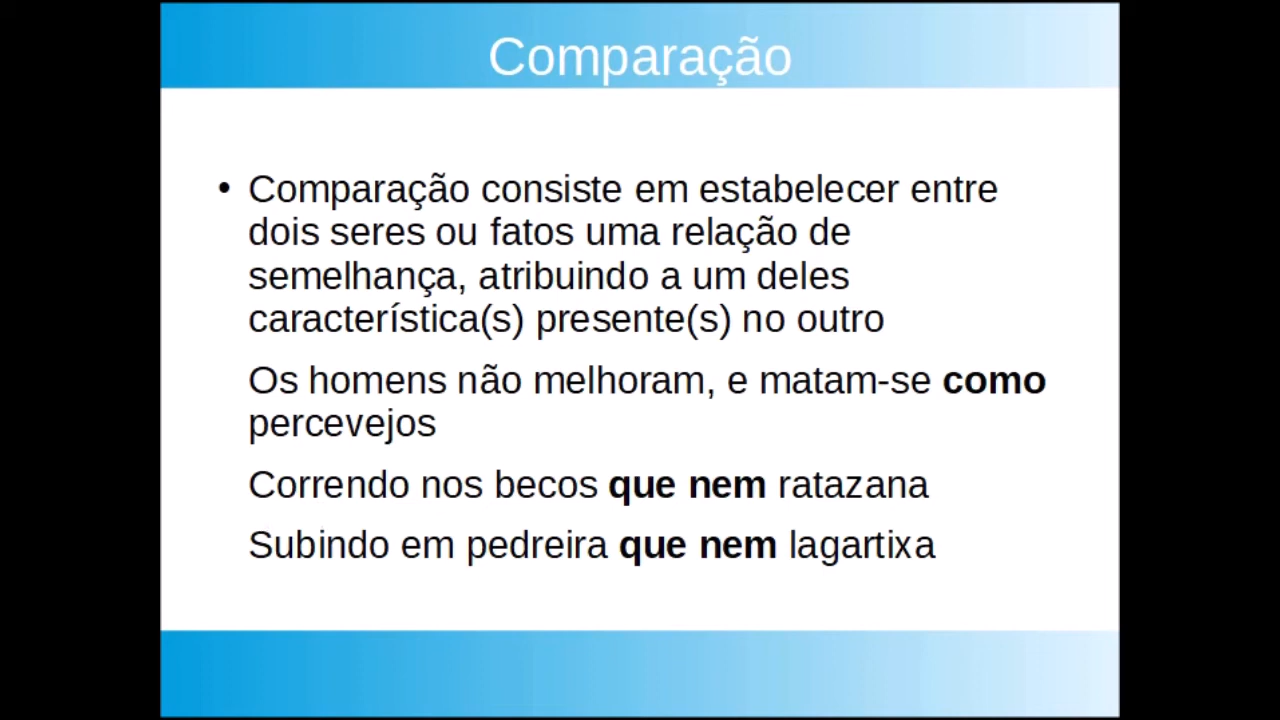 Comparação
• Comparação consiste em estabelecer entre
dois seres ou fatos uma relação de
semelhança, atribuindo a um deles
característica(s) presente(s) no outro
Os homens não melhoram, e matam-se como
percevejos
Correndo nos becos que nem ratazana
Subindo em pedreira que nem lagartixa